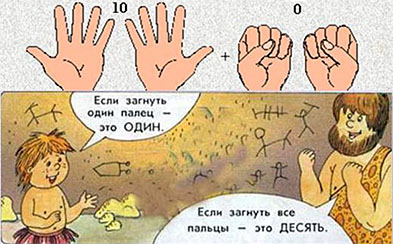 10 0
+
Если загнуть
один палец –
это ОДИН.
Если загнуть все
пальцы – это ДЕСЯТЬ.